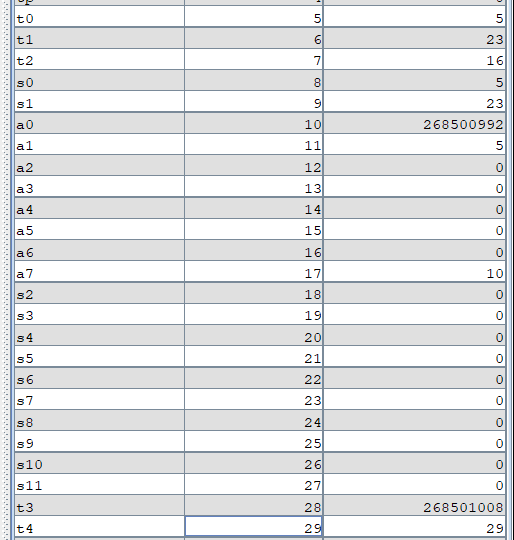 t0 5 5
t1 6 23
t2 7 16
s0 8 5
s1 9 23
a0 10 268500992
a1 11 5
a2 12 0
a3 13 0
a4 14 0
a5 15 0
a6 16 0
a7 17 10
s2 18 0
s3 19 0
s4 20 0
s5 21 0
s6 22 0
s7 23 0
s8 24 0
s9 25 0
s10 26 0
s11 27 0
t3 28 268501008
t4 29 29